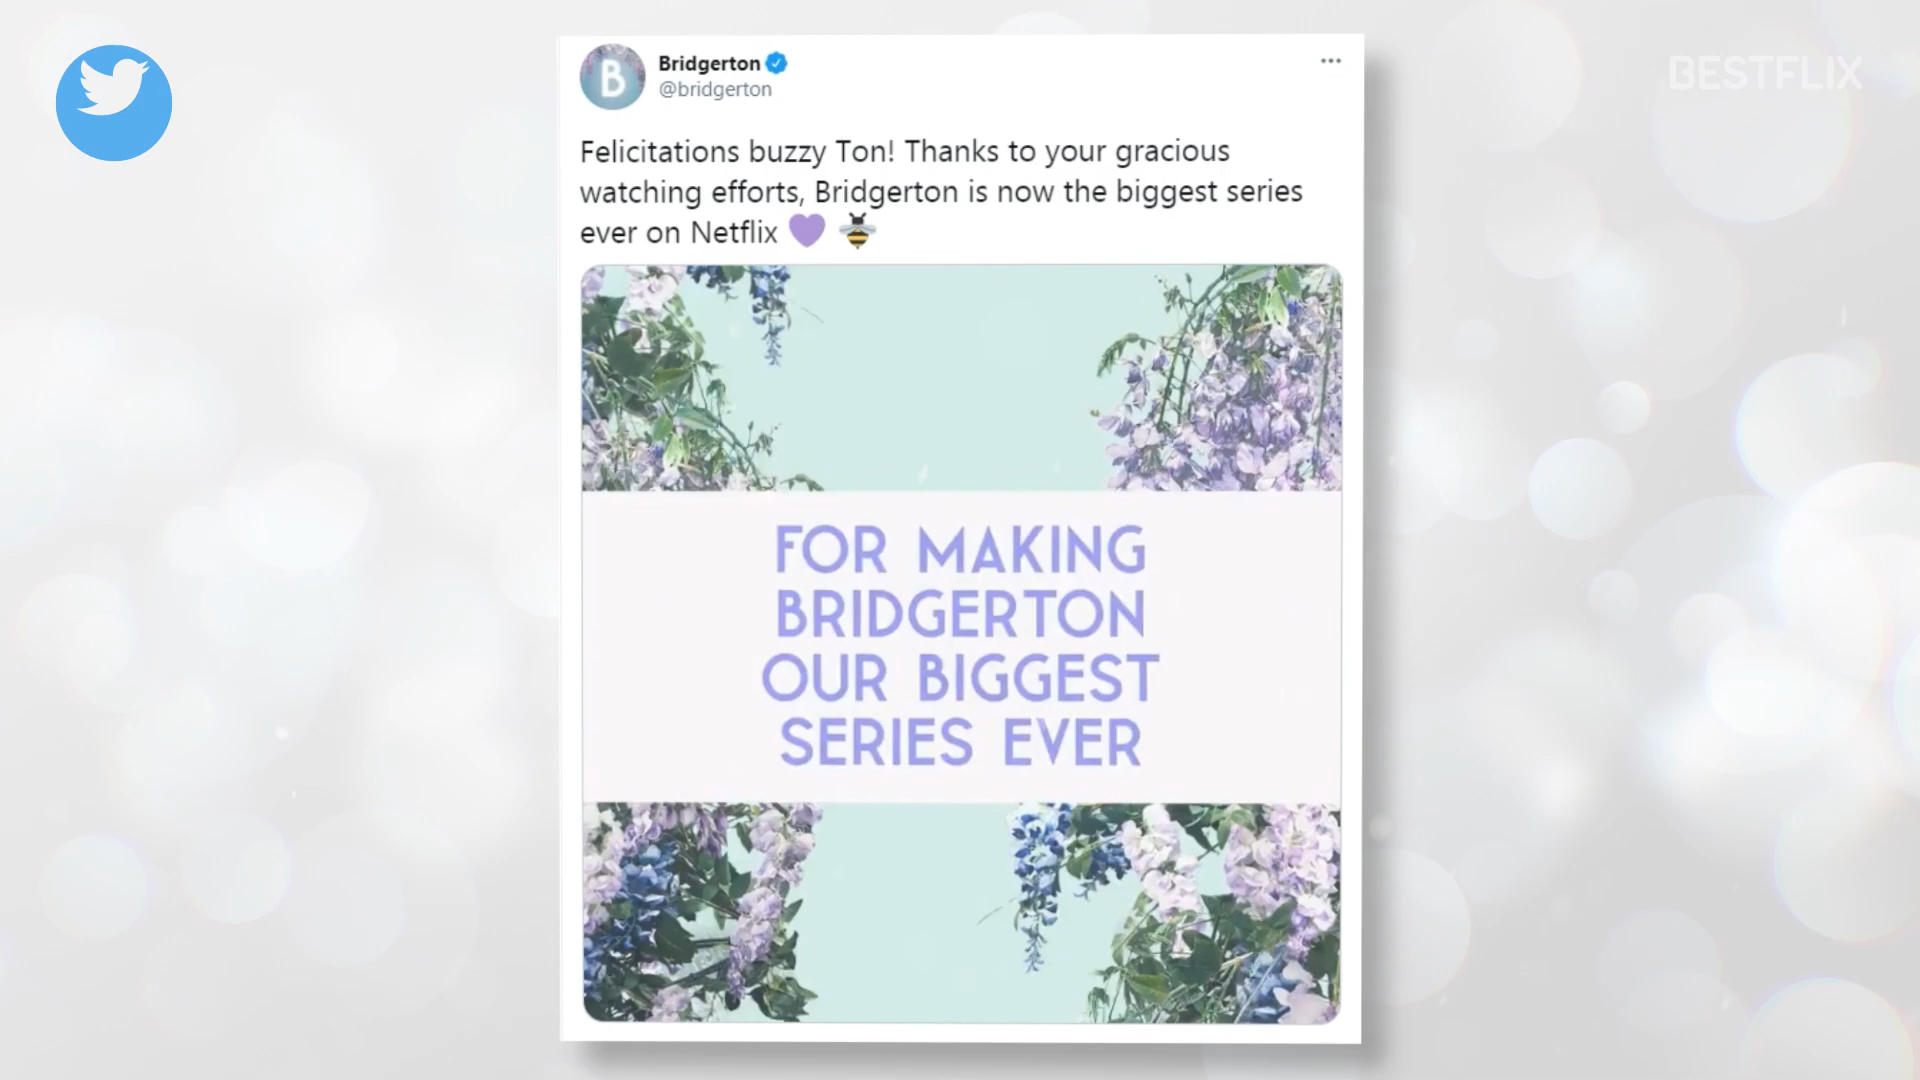 BESTFLIX
B
Bridgerton
@bridgerton
Felicitations buzzy Ton! Thanks to your gracious
watching efforts, Bridgerton is now the biggest series
ever on Netflix 💜 🐝
FOR MAKING
BRIDGERTON
OUR BIGGEST
SERIES EVER